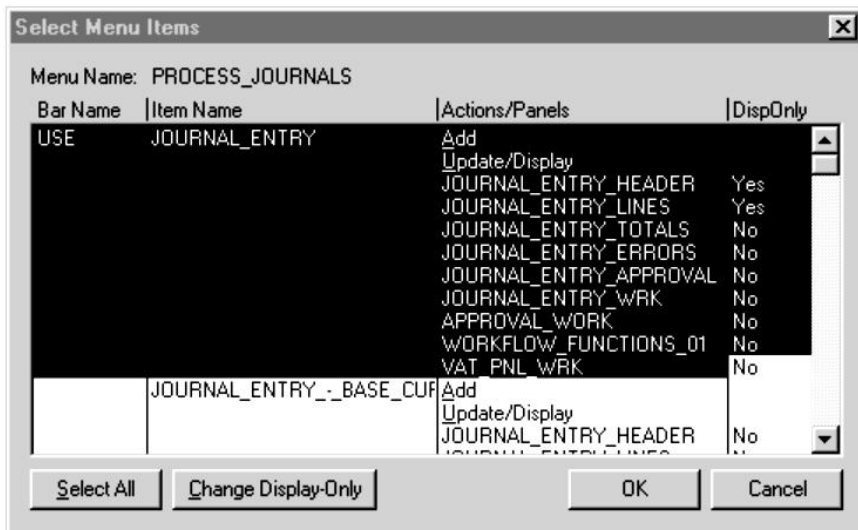 Select Menu Items
Menu Name: PROCESS_JOURNALS
Bar Name Item Name Actions/Panels DispOnly
USE JOURNAL_ENTRY Add
Update/Display
JOURNAL_ENTRY_HEADER Yes
JOURNAL_ENTRY_LINES Yes
JOURNAL_ENTRY_TOTALS No
JOURNAL_ENTRY_ERRORS No
JOURNAL_ENTRY_APPROVAL No
JOURNAL_ENTRY_WRK No
APPROVAL_WORK No
WORKFLOW_FUNCTIONS_01 No
VAT_PNL_WRK No
JOURNAL_ENTRY_-_BASE_CUF Add
Update/Display
JOURNAL_ENTRY_HEADER No
Select All Change Display-Only OK Cancel